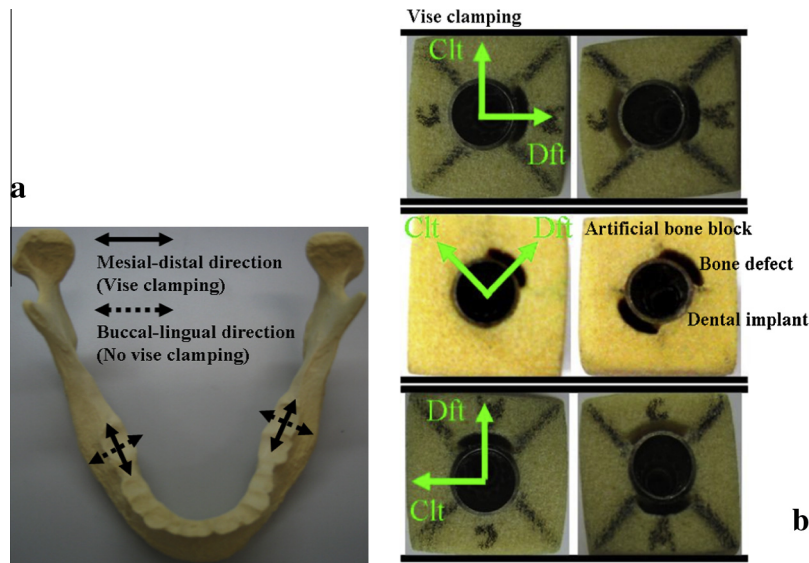 a
Mesial-distal direction
(Vise clamping)
Buccal-lingual direction
(No vise clamping)
Vise clamping
Clt
Dft
Clt
Dft
Artificial bone block
Bone defect
Dental implant
Dft
Clt
b